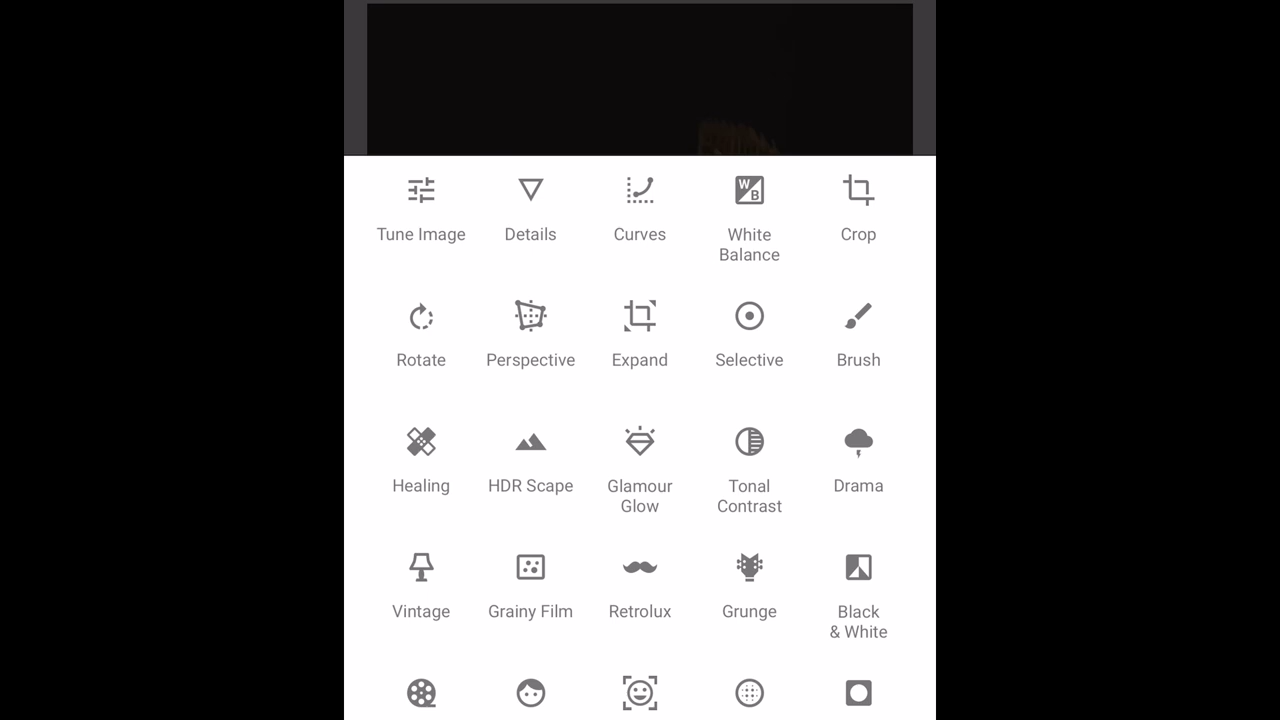 Tune Image
Details
Curves
White
Balance
Crop
Rotate
Perspective
Expand
Selective
Brush
Healing
HDR Scape
Glamour
Glow
Tonal
Contrast
Drama
Vintage
Grainy Film
Retrolux
Grunge
Black
& White